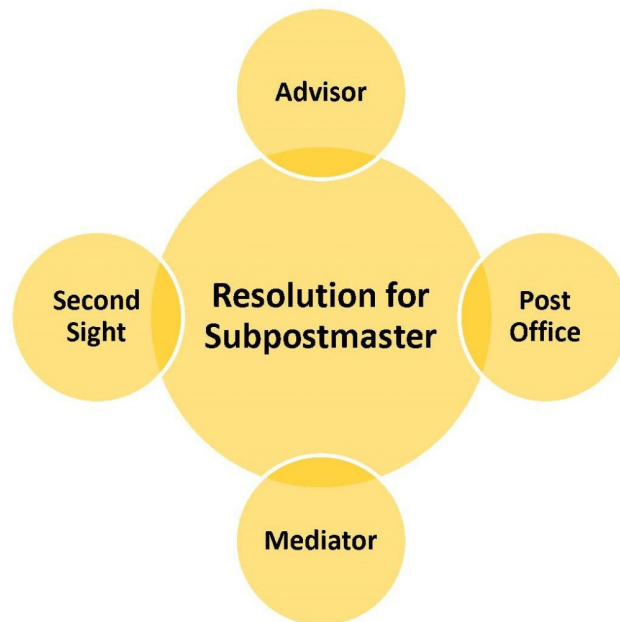 Advisor
Second
Sight
Resolution for
Subpostmaster
Post
Office
Mediator